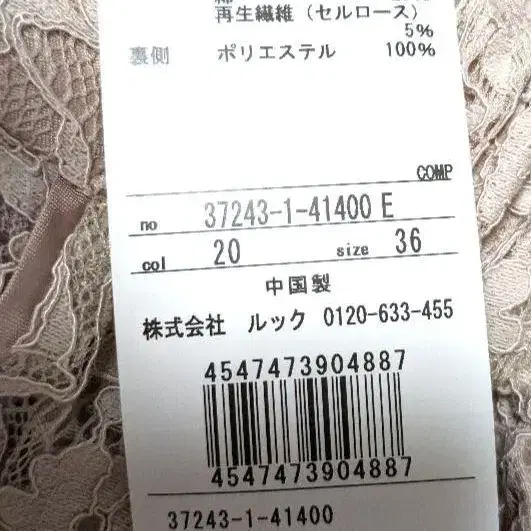 再生繊維（セルロース）
5%
裏側 ポリエステル 100%
COMP
no 37243-1-41400 E
col 20 size 36
中国製
株式会社 ルック 0120-633-455
4547473904887
4547473904887
37243-1-41400